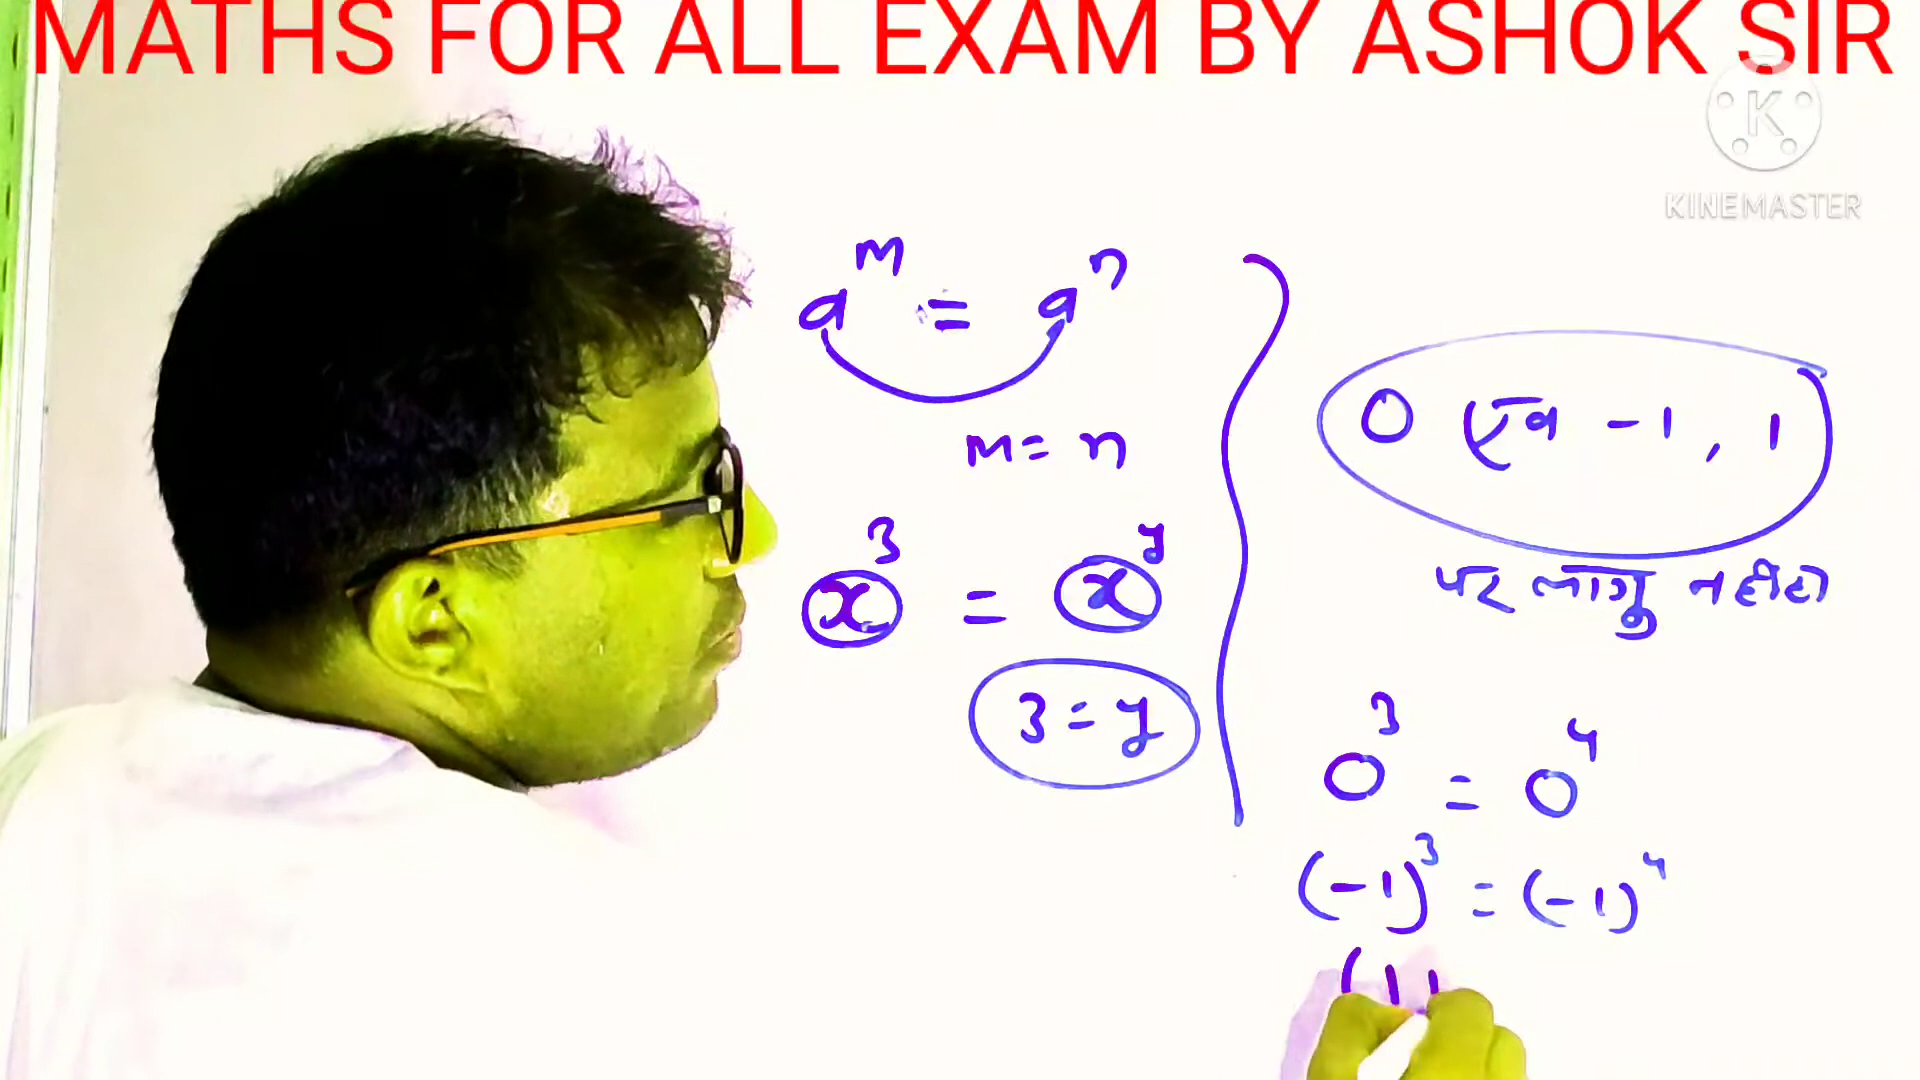 MATHS FOR ALL EXAM BY ASHOK SIR
K
KINEMASTER
a^m = a^n
m = n
x^3 = x^y
3 = y
0 एव -1, 1
पर लागु नही हो
0^3 = 0^4
(-1)^3 = (-1)^4
(1)